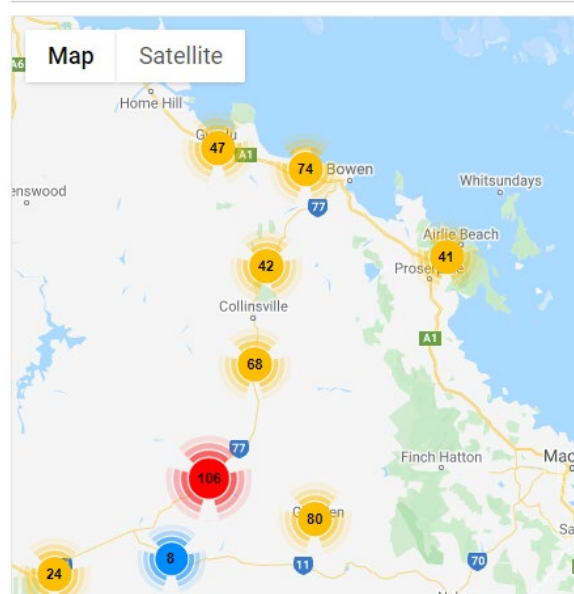 Map
Satellite
A6
Home Hill
47
A1
74
Bowen
Whitsundays
enswood
77
42
Airlie Beach
41
Collinsville
A1
68
77
Finch Hatton
Mac
106
80
Sa
8
11
70
24